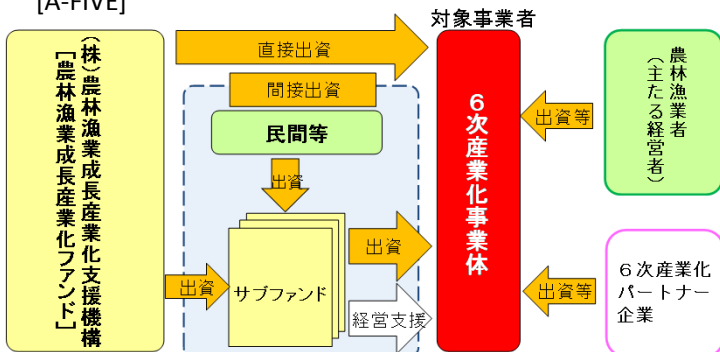 [A-FIVE]
対象事業者
(株)農林漁業成長産業化支援機構
[農林漁業成長産業化ファンド]
直接出資
間接出資
民間等
出資
出資
サブファンド
出資
経営支援
6次産業化事業体
出資等
農林漁業者
(主たる経営者)
出資等
6次産業化
パートナー
企業